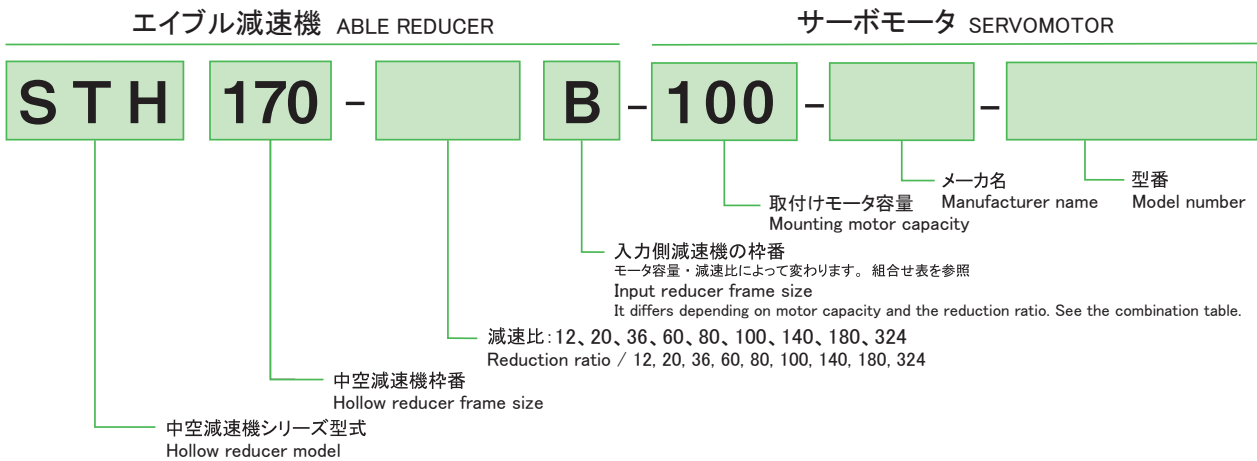 エイブル減速機 ABLE REDUCER
サーボモータ SERVOMOTOR
STH 170 - B - 100 - -
メーカ名
Manufacturer name
型番
Model number
取付けモータ容量
Mounting motor capacity
入力側減速機の枠番
モータ容量・減速比によって変わります。 組合せ表を参照
Input reducer frame size
It differs depending on motor capacity and the reduction ratio. See the combination table.
減速比:12、20、36、60、80、100、140、180、324
Reduction ratio / 12, 20, 36, 60, 80, 100, 140, 180, 324
中空減速機枠番
Hollow reducer frame size
中空減速機シリーズ型式
Hollow reducer model